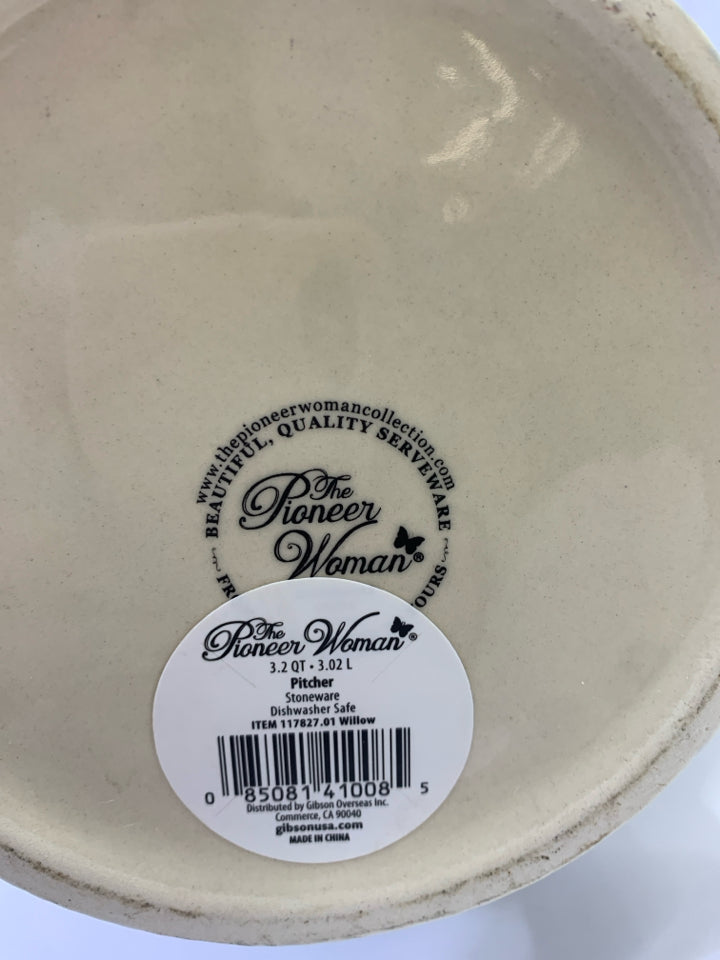 www.thepioneerwomancollection.com
BEAUTIFUL, QUALITY SERVEWARE
The
Pioneer
Woman®
FR
OURS
The
Pioneer Woman®
3.2 QT • 3.02 L
Pitcher
Stoneware
Dishwasher Safe
ITEM 117827.01 Willow
0 85081 41008 5
Distributed by Gibson Overseas Inc.
Commerce, CA 90040
gibsonusa.com
MADE IN CHINA